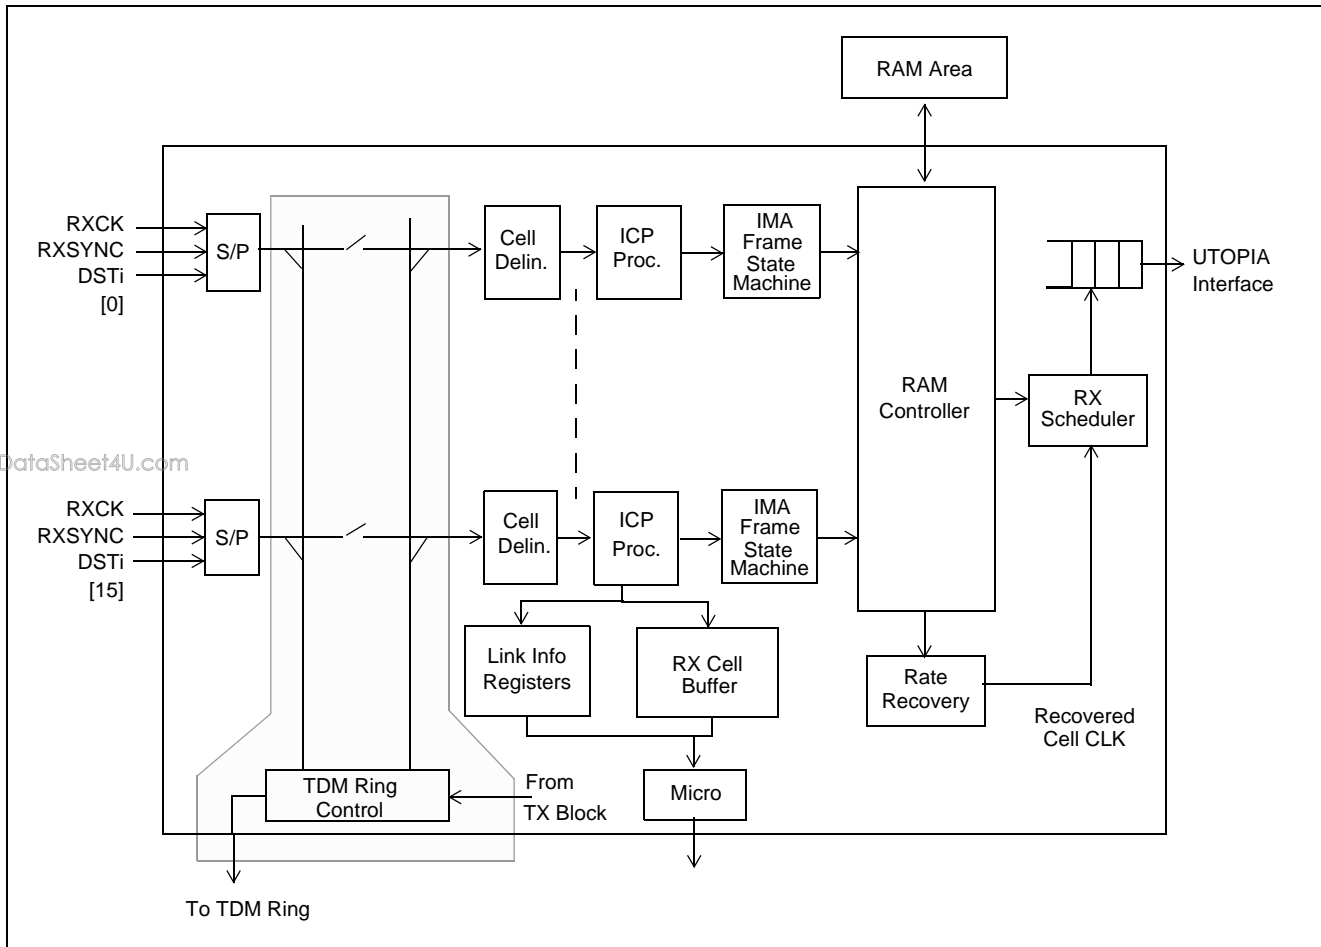 RAM Area
RXCK
RXSYNC
DSTi
[0]
S/P
Cell
Delin.
ICP
Proc.
IMA
Frame
State
Machine
UTOPIA
Interface
RAM
Controller
RX
Scheduler
DataSheet4U.com
RXCK
RXSYNC
DSTi
[15]
S/P
Cell
Delin.
ICP
Proc.
IMA
Frame
State
Machine
Link Info
Registers
RX Cell
Buffer
Rate
Recovery
Recovered
Cell CLK
TDM Ring
Control
From
TX Block
Micro
To TDM Ring